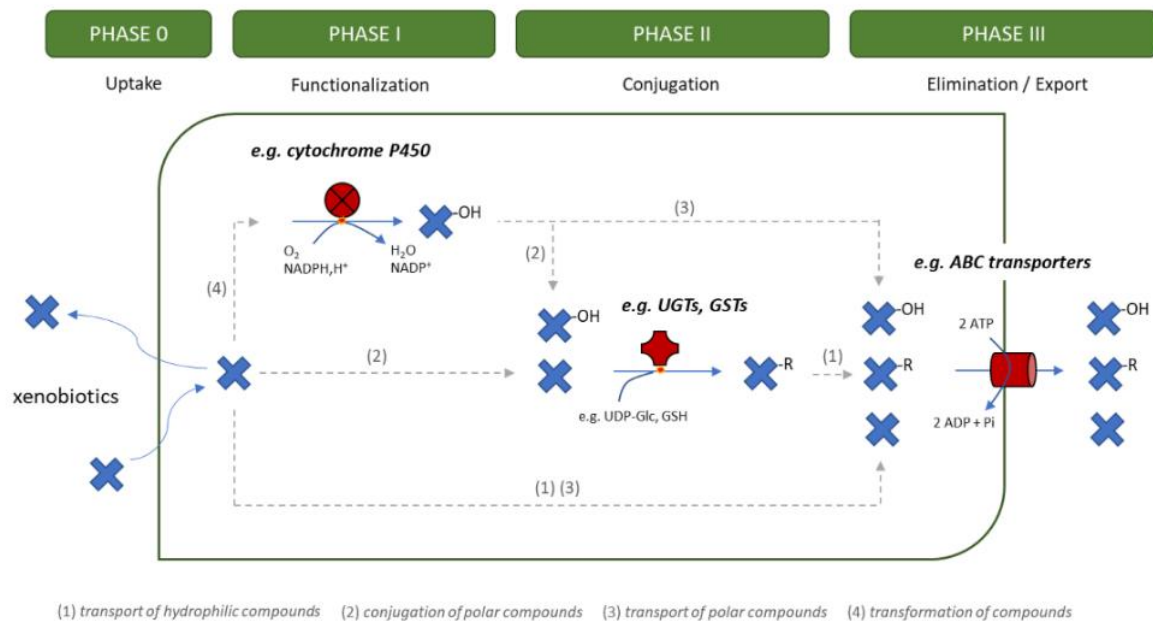 PHASE 0
PHASE I
PHASE II
PHASE III
Uptake
Functionalization
Conjugation
Elimination / Export
e.g. cytochrome P450
-OH
(3)
O₂
NADPH,H⁺
H₂O
NADP⁺
(2)
e.g. ABC transporters
(4)
e.g. UGTs, GSTs
-OH
-OH
-OH
2 ATP
(2)
-R
(1)
-R
-R
xenobiotics
e.g. UDP-Glc, GSH
2 ADP + Pi
(1) (3)
(1) transport of hydrophilic compounds
(2) conjugation of polar compounds
(3) transport of polar compounds
(4) transformation of compounds